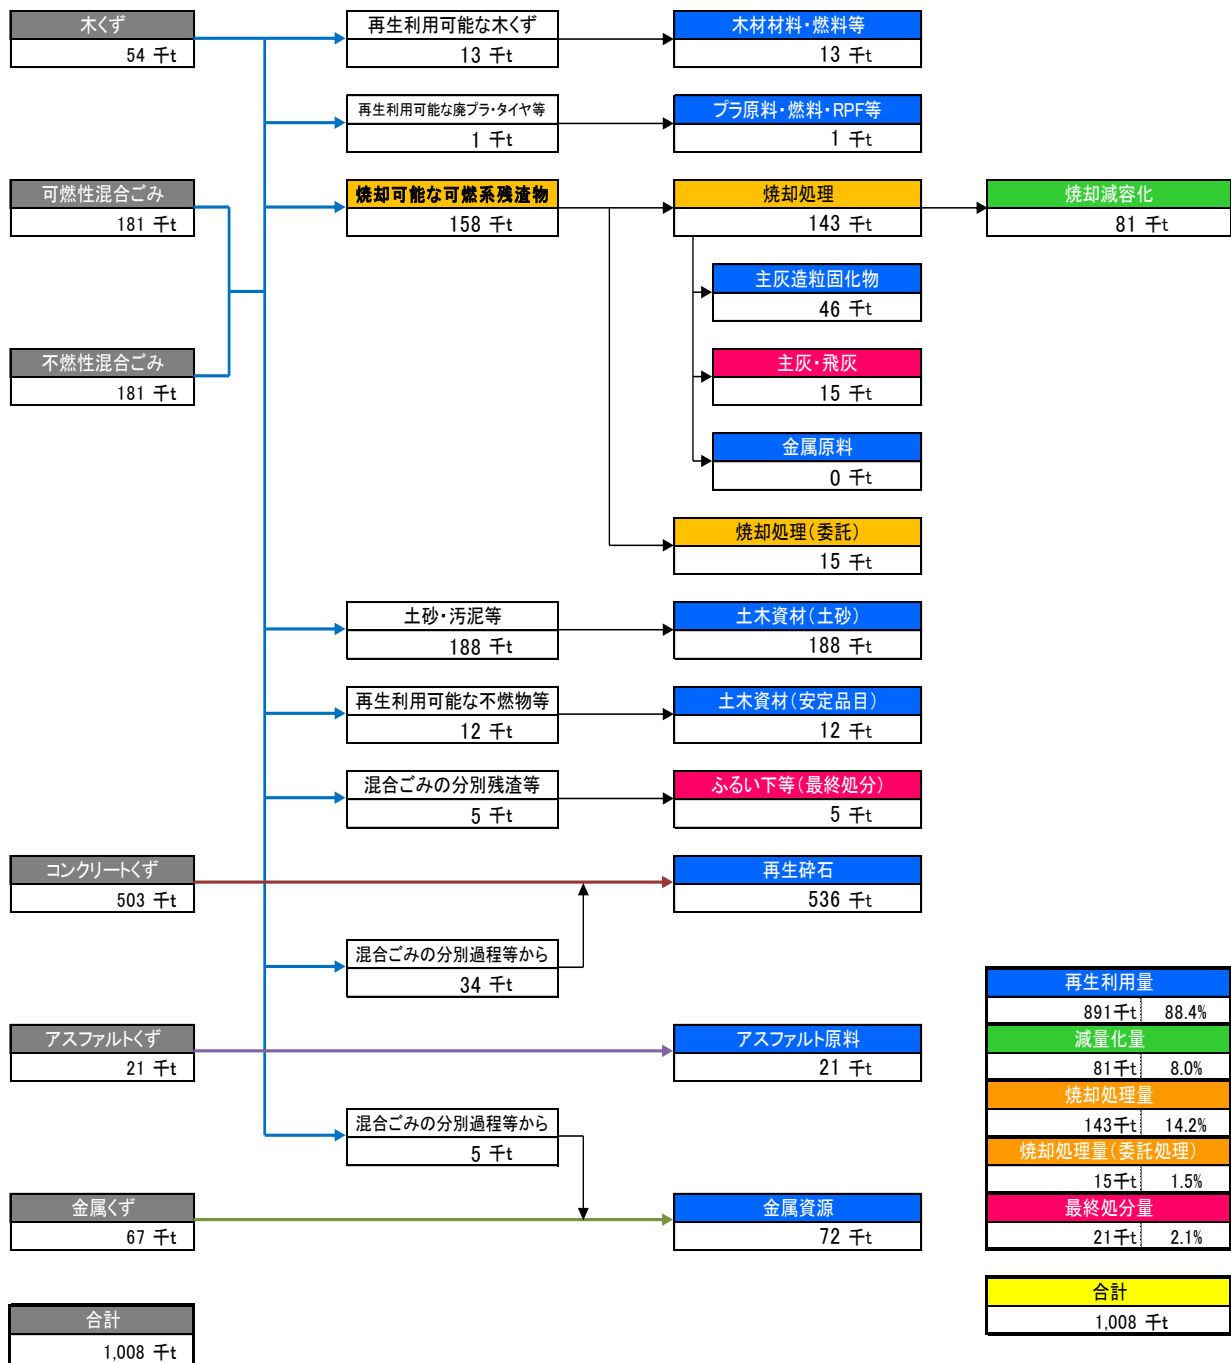 木くず
54 千t
再生利用可能な木くず
13 千t
木材材料・燃料等
13 千t
再生利用可能な廃プラ・タイヤ等
1 千t
プラ原料・燃料・RPF等
1 千t
可燃性混合ごみ
181 千t
焼却可能な可燃系残渣物
158 千t
焼却処理
143 千t
焼却減容化
81 千t
主灰造粒固化物
46 千t
不燃性混合ごみ
181 千t
主灰・飛灰
15 千t
金属原料
0 千t
焼却処理(委託)
15 千t
土砂・汚泥等
188 千t
土木資材(土砂)
188 千t
再生利用可能な不燃物等
12 千t
土木資材(安定品目)
12 千t
混合ごみの分別残渣等
5 千t
ふるい下等(最終処分)
5 千t
コンクリートくず
503 千t
再生砕石
536 千t
混合ごみの分別過程等から
34 千t
アスファルトくず
21 千t
アスファルト原料
21 千t
混合ごみの分別過程等から
5 千t
金属くず
67 千t
金属資源
72 千t
再生利用量
891千t 88.4%
減量化量
81千t 8.0%
焼却処理量
143千t 14.2%
焼却処理量(委託処理)
15千t 1.5%
最終処分量
21千t 2.1%
合計
1,008 千t
合計
1,008 千t